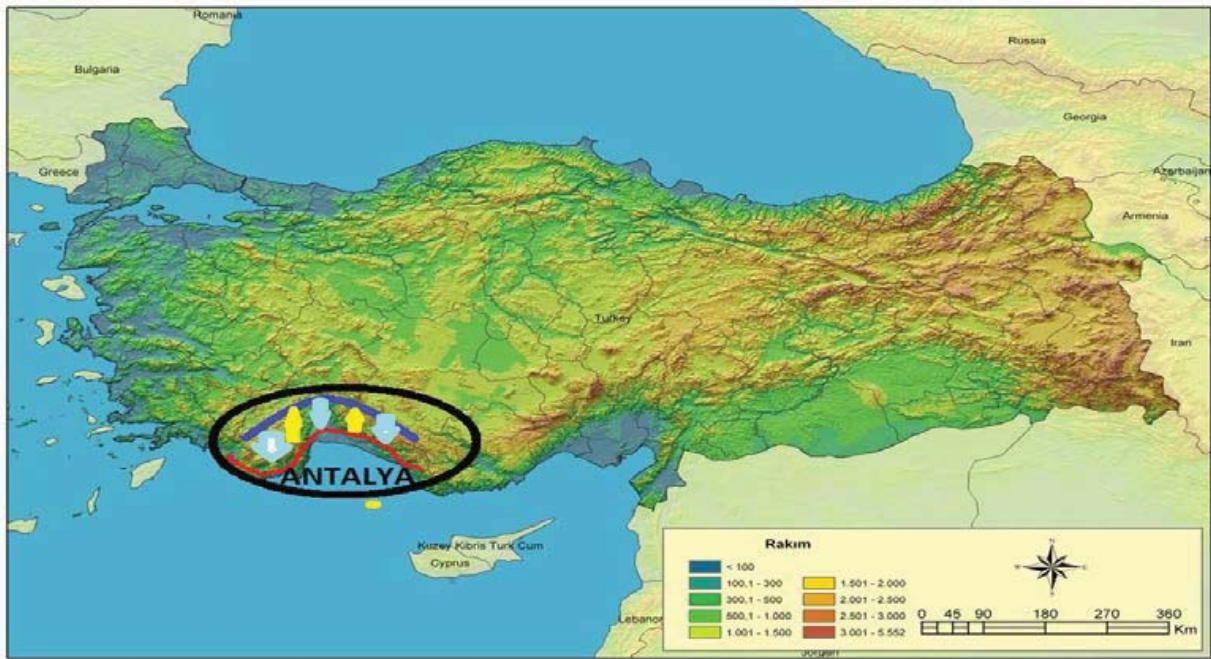 Romania
Russia
Bulgaria
Georgia
Greece
Azerbaijan
Armenia
Turkey
Iran
ANTALYA
Kuzey Kibris Turk Cum
Cyprus
Rakım
N
< 100
100,1 - 300
300,1 - 500
500,1 - 1.000
1.001 - 1.500
1.501 - 2.000
2.001 - 2.500
2.501 - 3.000
3.001 - 5.552
0 45 90 180 270 360
Km
Lebanon